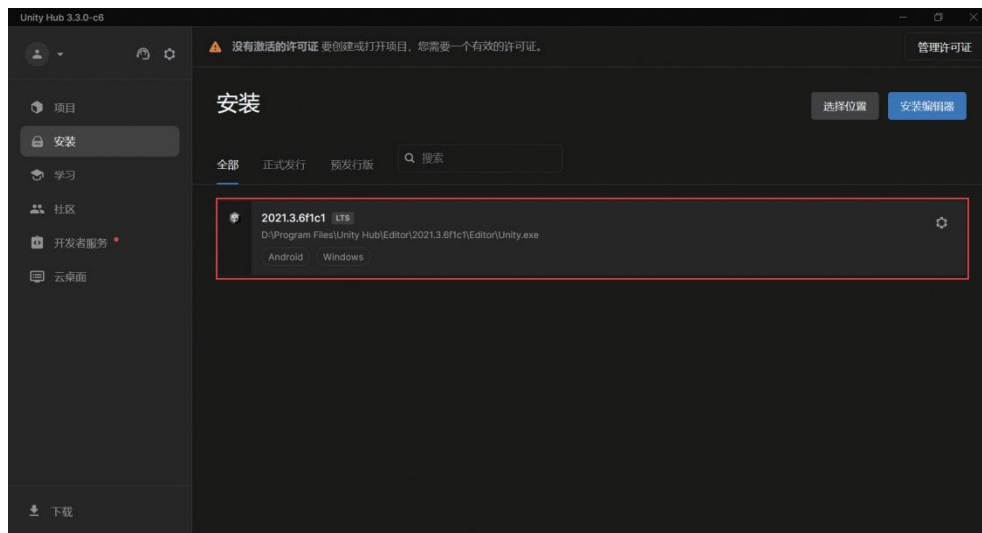 Unity Hub 3.3.0-c6
没有激活的许可证 要创建或打开项目，您需要一个有效的许可证。
管理许可证
项目
安装
学习
社区
开发者服务
云桌面
下载
安装
选择位置
安装编辑器
全部
正式发行
预发行版
搜索
2021.3.6f1c1 LTS
D:\Program Files\Unity Hub\Editor\2021.3.6f1c1\Editor\Unity.exe
Android
Windows